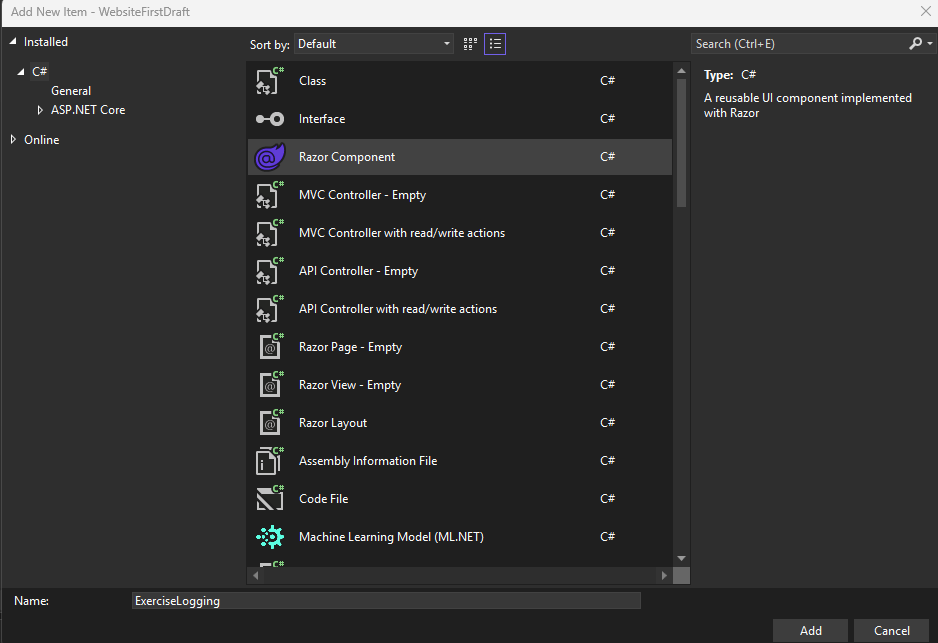 Add New Item - WebsiteFirstDraft
Installed
C#
General
ASP.NET Core
Online
Sort by: Default
Search (Ctrl+E)
C# Class C#
Interface C#
@ Razor Component C#
C# MVC Controller - Empty C#
C# MVC Controller with read/write actions C#
C# API Controller - Empty C#
C# API Controller with read/write actions C#
C# @ Razor Page - Empty C#
C# @ Razor View - Empty C#
C# @ Razor Layout C#
C# Assembly Information File C#
C# Code File C#
Machine Learning Model (ML.NET) C#
C#
Type: C#
A reusable UI component implemented
with Razor
Name: ExerciseLogging
Add Cancel